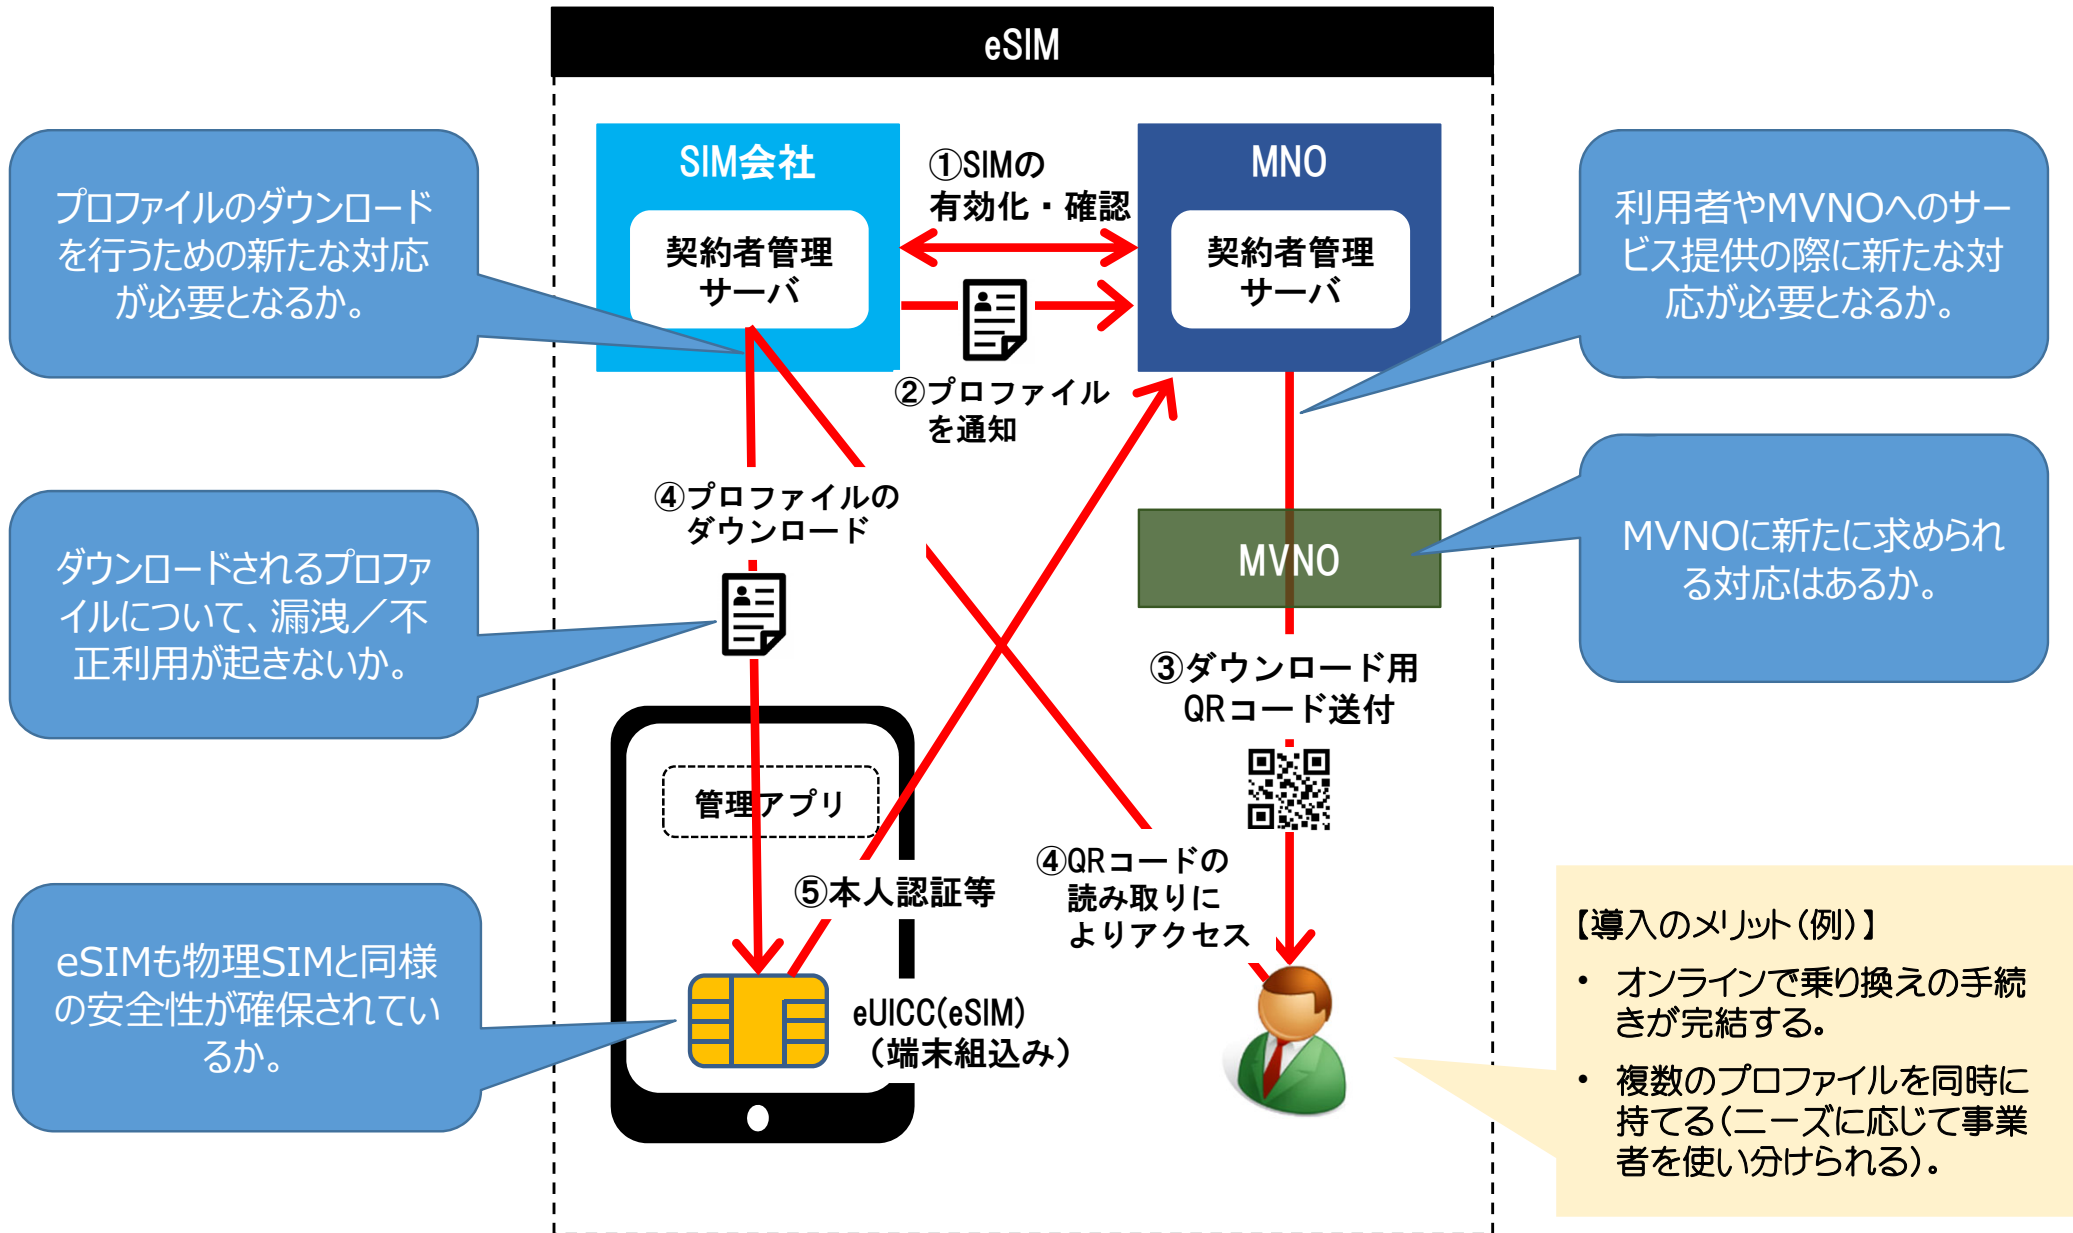 eSIM
プロファイルのダウンロード
を行うための新たな対応
が必要となるか。
SIM会社
契約者管理
サーバ
①SIMの
有効化・確認
②プロファイル
を通知
MNO
契約者管理
サーバ
利用者やMVNOへのサー
ビス提供の際に新たな対
応が必要となるか。
ダウンロードされるプロファ
イルについて、漏洩／不
正利用が起きないか。
④プロファイルの
ダウンロード
MVNO
MVNOに新たに求められ
る対応はあるか。
③ダウンロード用
QRコード送付
管理アプリ
⑤本人認証等
④QRコードの
読み取りに
よりアクセス
eSIMも物理SIMと同様
の安全性が確保されてい
るか。
eUICC(eSIM)
（端末組込み）
【導入のメリット（例）】
• オンラインで乗り換えの手続
きが完結する。
• 複数のプロファイルを同時に
持てる（ニーズに応じて事業
者を使い分けられる）。